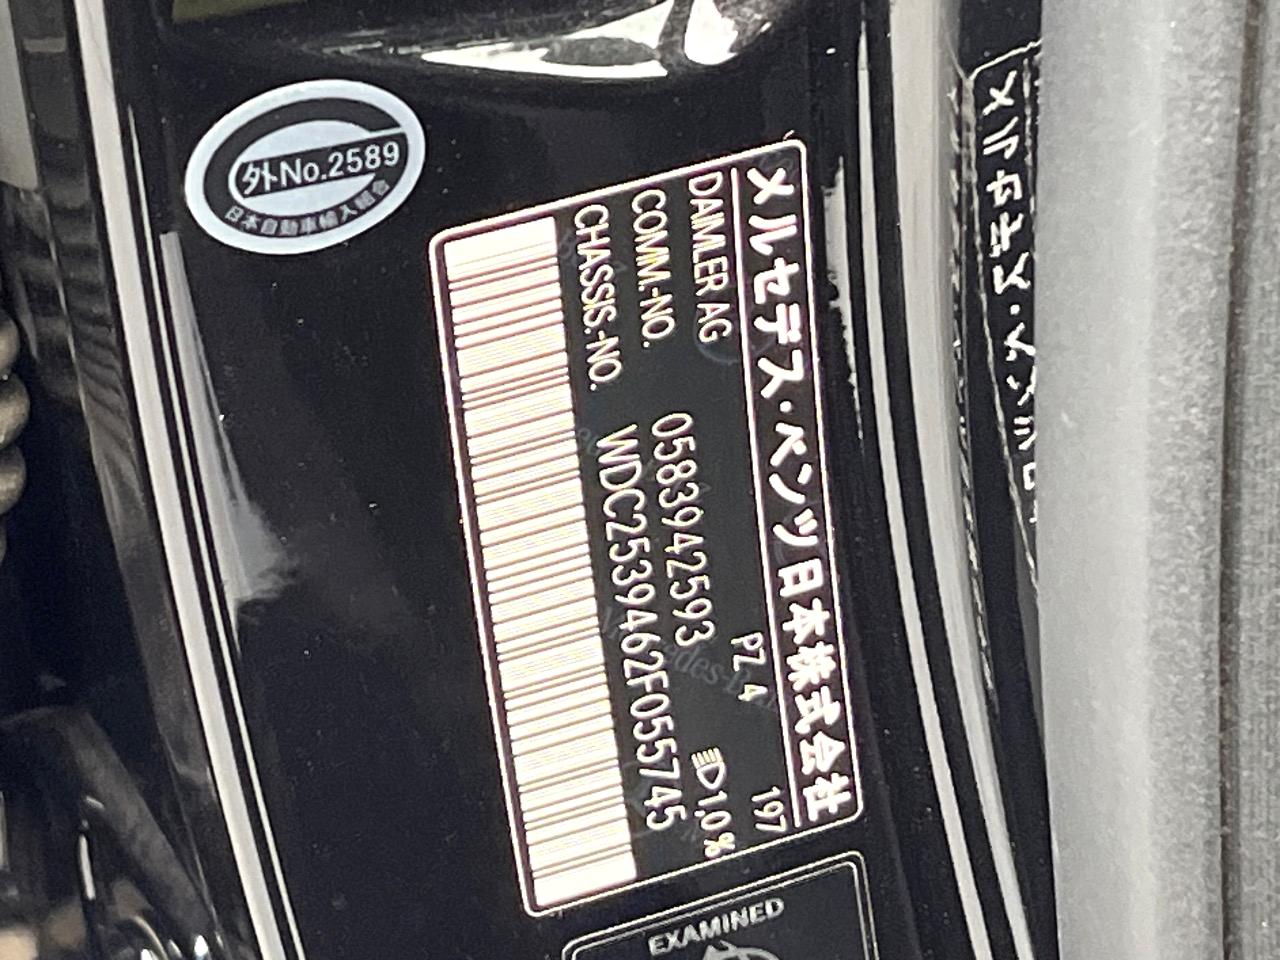 外No.2589
日本自動車輸入組合
メルセデス・ベンツ日本株式会社
DAIMLER AG 197
COMM.-NO. 0583942593 PZ 4 1,0%
CHASSIS.-NO. WDC2539462F055745
EXAMINED